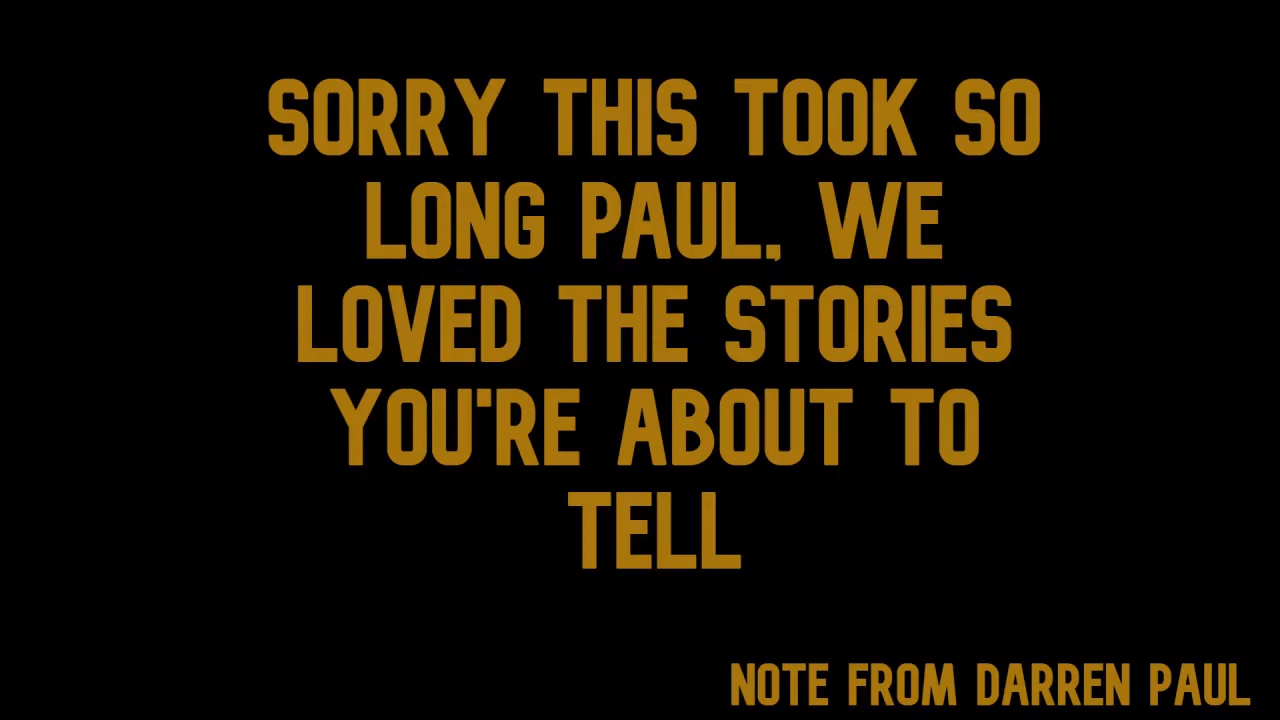 SORRY THIS TOOK SO
LONG PAUL, WE
LOVED THE STORIES
YOU'RE ABOUT TO
TELL
NOTE FROM DARREN PAUL